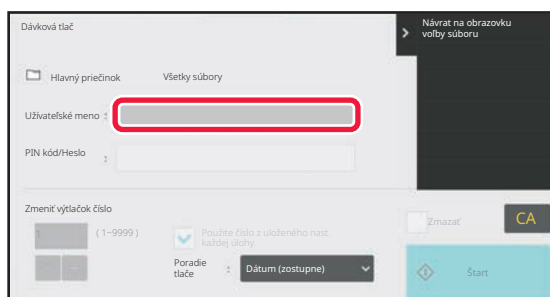 Dávková tlač
Návrat na obrazovku
voľby súboru
Hlavný priečinok
Všetky súbory
Užívateľské meno :
PIN kód/Heslo :
Zmeniť výtlačok číslo
1
( 1~9999 )
Použite číslo z uloženého nast.
každej úlohy.
Poradie
tlače :
Dátum (zostupne)
Zmazať
CA
Štart